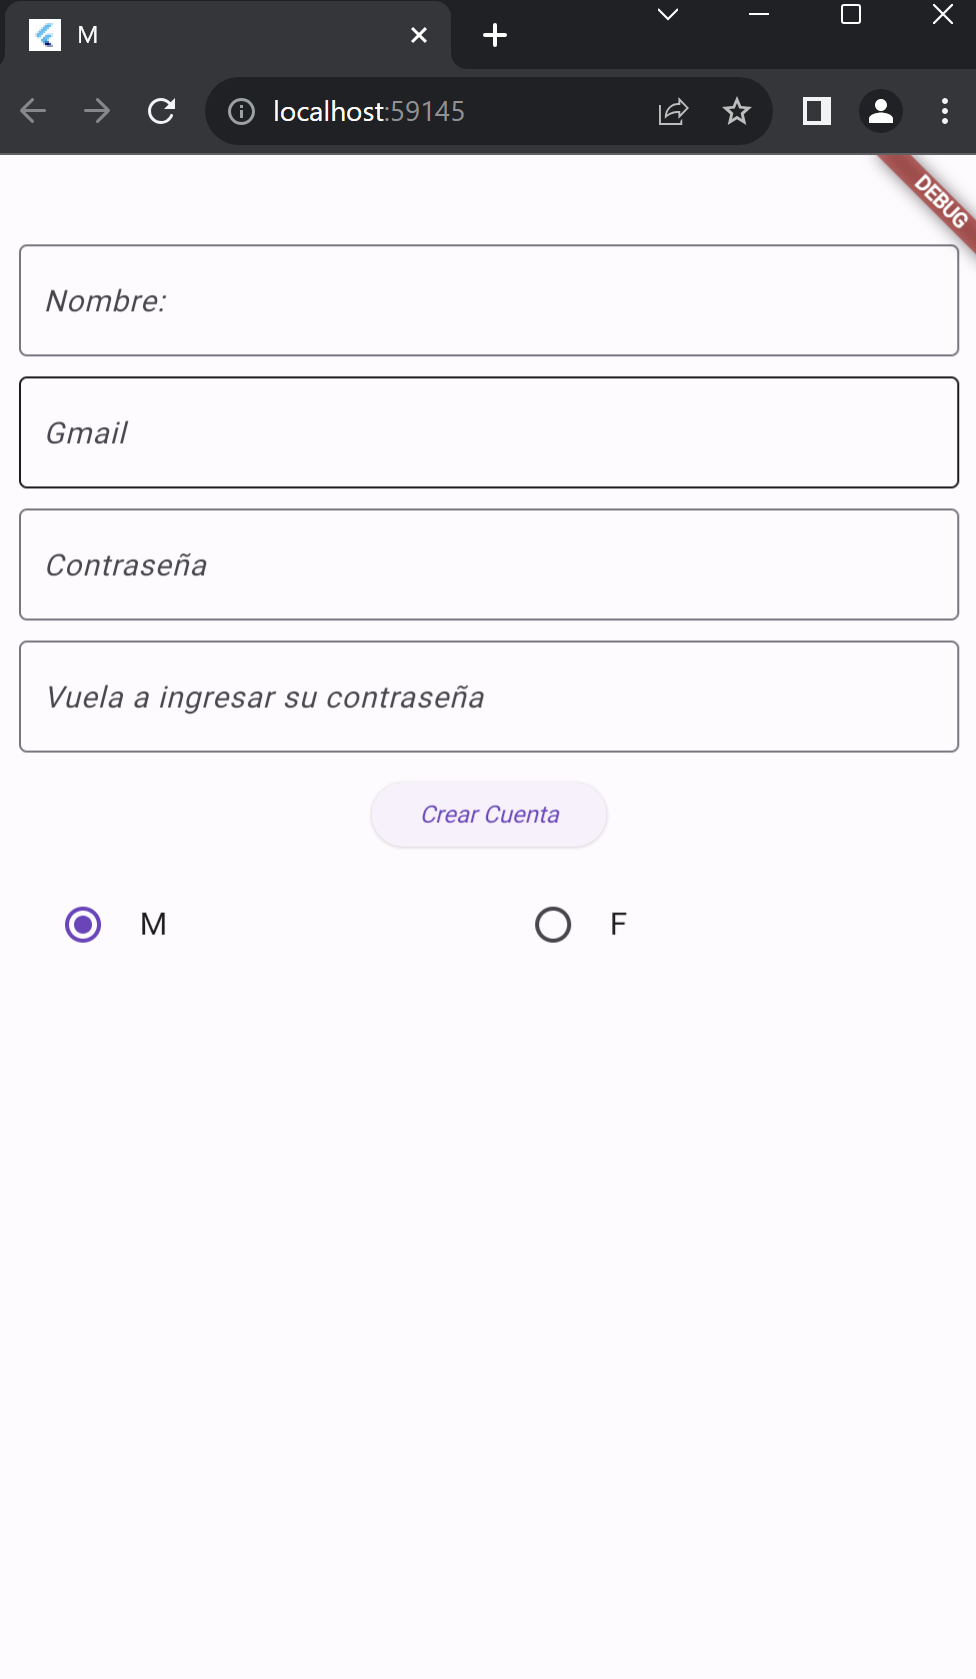 M
localhost:59145
DEBUG
Nombre:
Gmail
Contraseña
Vuela a ingresar su contraseña
Crear Cuenta
M F